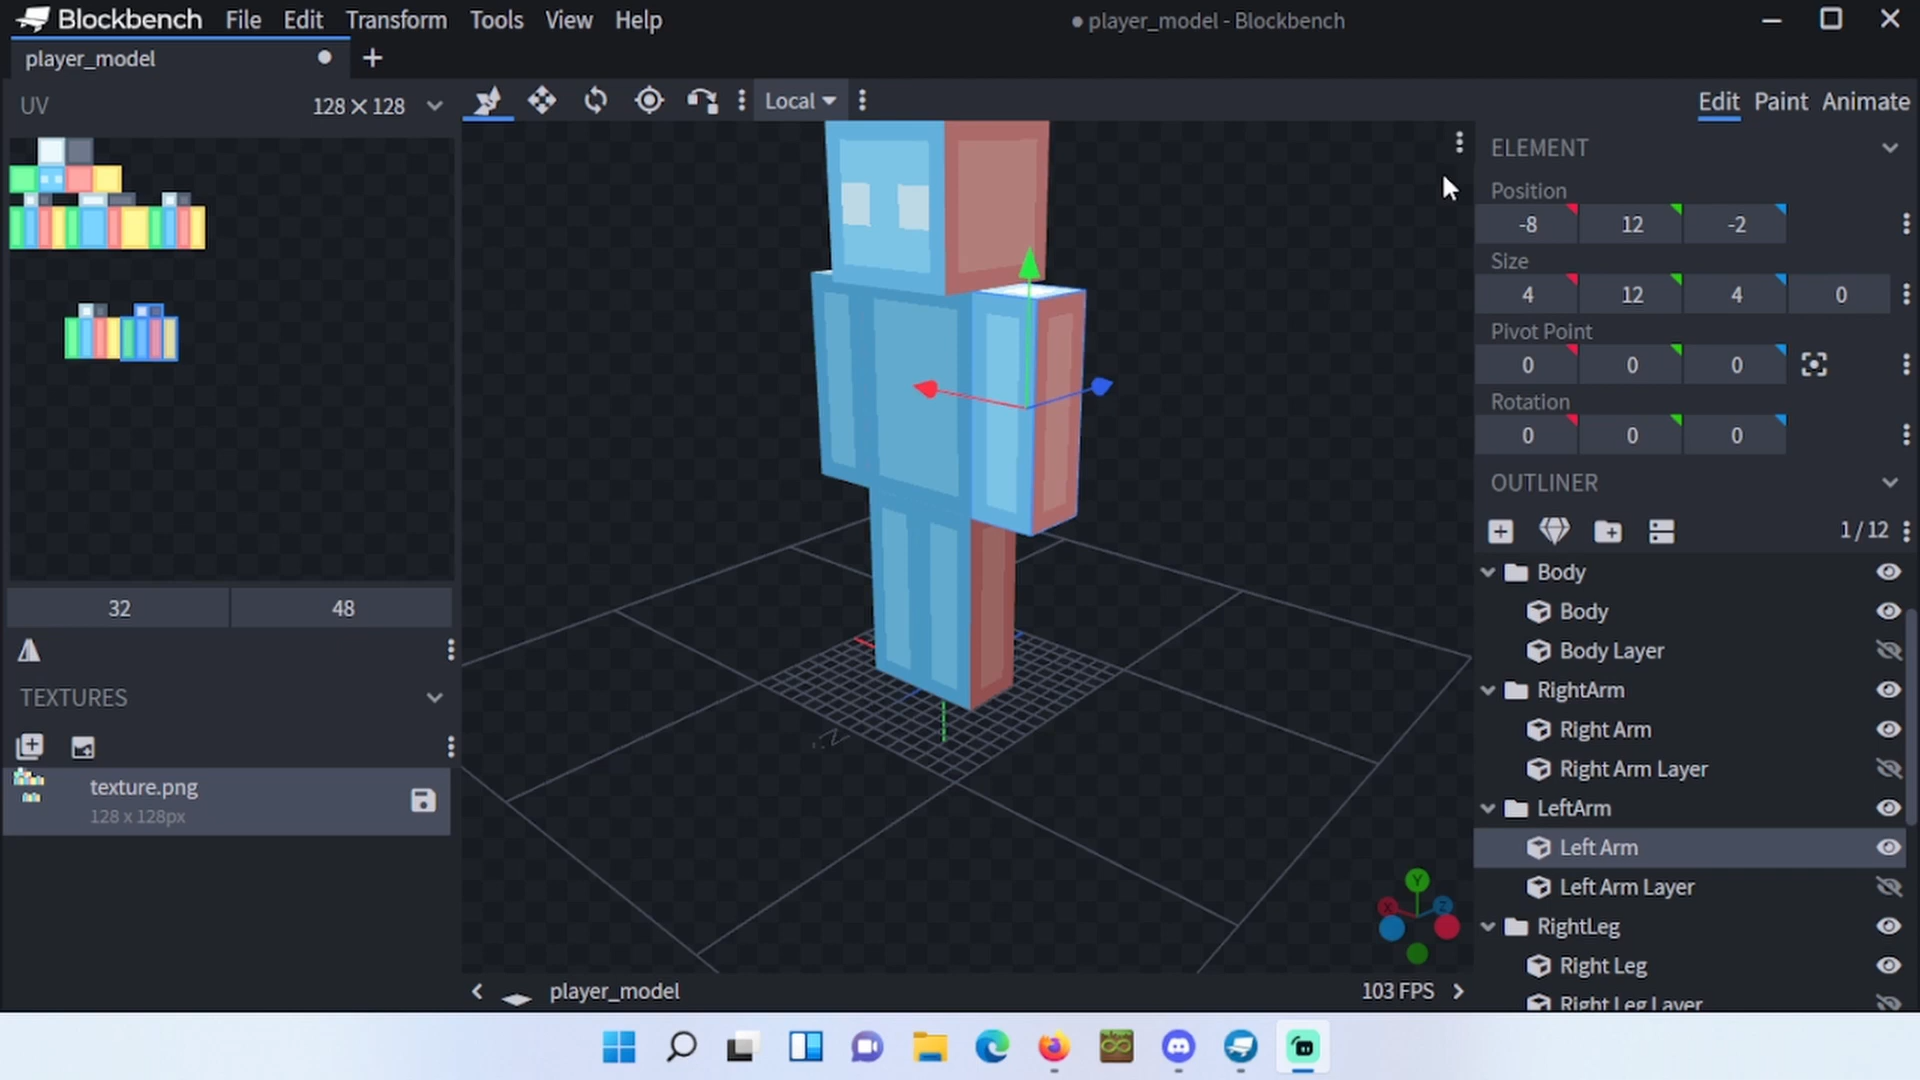 Blockbench File Edit Transform Tools View Help
● player_model - Blockbench
player_model
UV 128 × 128
Local
Edit Paint Animate
ELEMENT
Position
-8 12 -2
Size
4 12 4 0
Pivot Point
0 0 0
Rotation
0 0 0
OUTLINER
1 / 12
Body
Body
Body Layer
RightArm
Right Arm
Right Arm Layer
LeftArm
Left Arm
Left Arm Layer
RightLeg
Right Leg
Right Leg Layer
32 48
TEXTURES
texture.png
128 x 128px
Y
X
Z
player_model
103 FPS